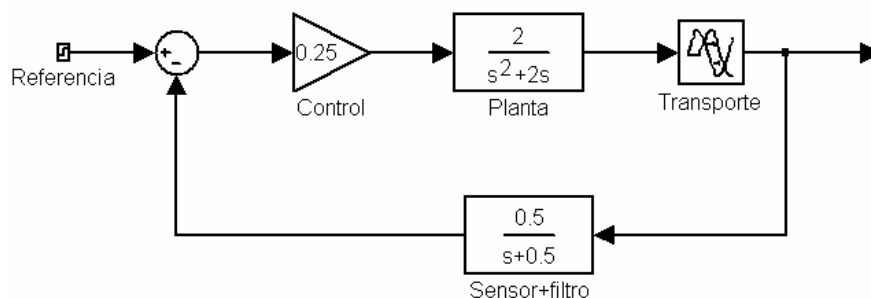 Referencia
+
-
0.25
Control
2
s²+2s
Planta
Transporte
0.5
s+0.5
Sensor+filtro